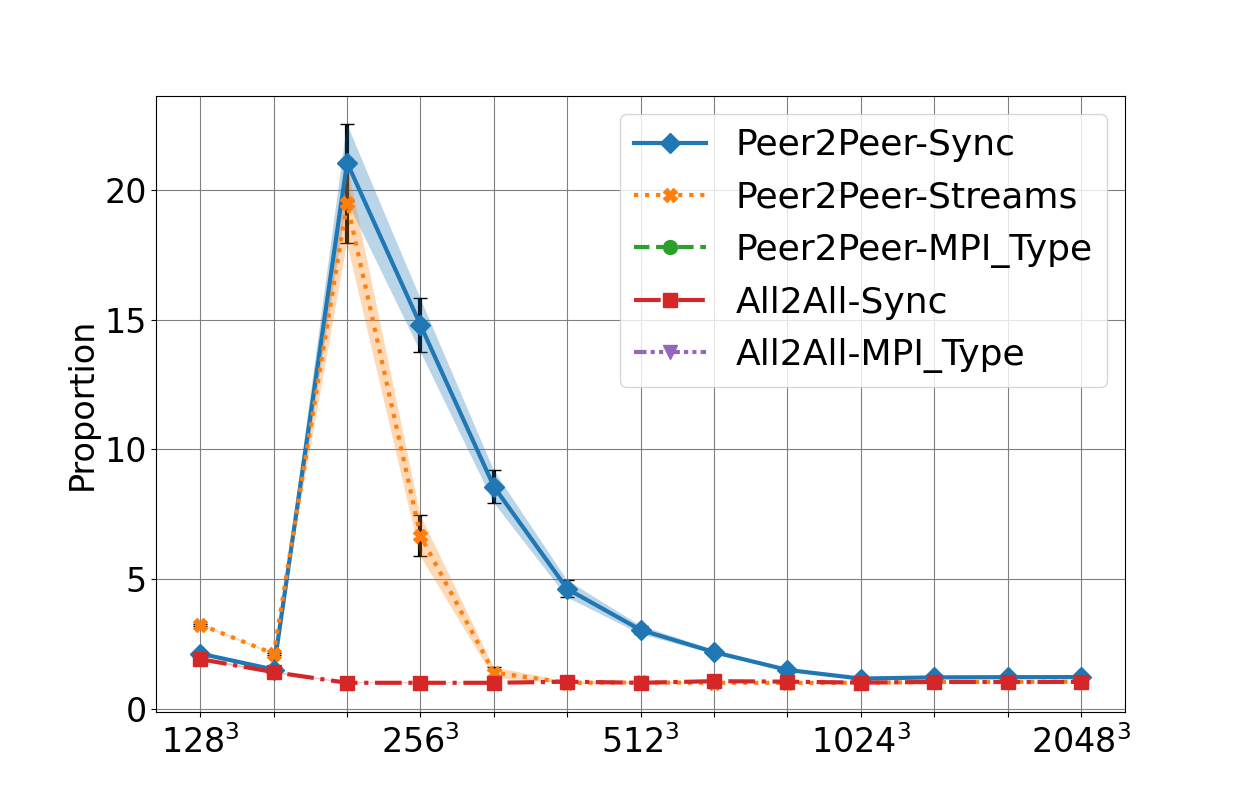 Proportion
20
15
10
5
0
128³
256³
512³
1024³
2048³
Peer2Peer-Sync
Peer2Peer-Streams
Peer2Peer-MPI_Type
All2All-Sync
All2All-MPI_Type